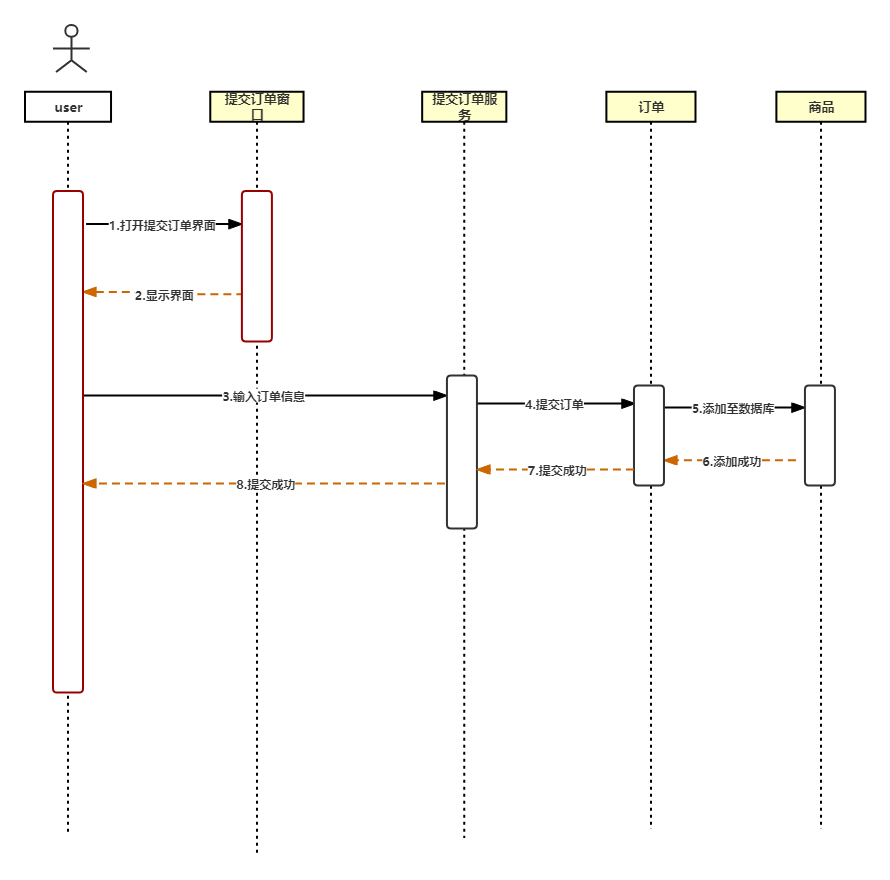 user
提交订单窗
口
提交订单服
务
订单
商品
1.打开提交订单界面
2.显示界面
3.输入订单信息
4.提交订单
5.添加至数据库
6.添加成功
7.提交成功
8.提交成功